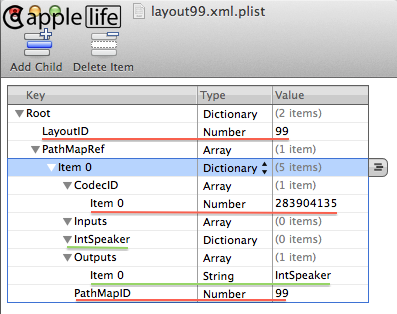 apple life
layout99.xml.plist
Add Child Delete Item
Key Type Value
Root Dictionary (2 items)
LayoutID Number 99
PathMapRef Array (1 item)
Item 0 Dictionary (5 items)
CodecID Array (1 item)
Item 0 Number 283904135
Inputs Array (0 items)
IntSpeaker Dictionary (0 items)
Outputs Array (1 item)
Item 0 String IntSpeaker
PathMapID Number 99